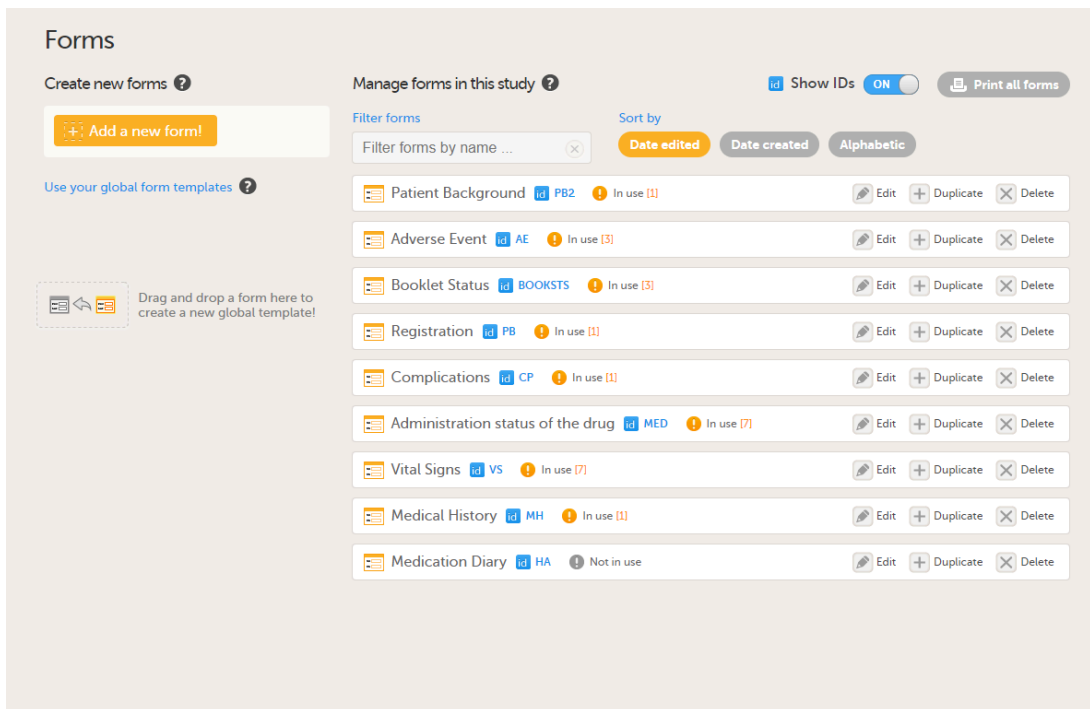 Forms
Create new forms ?
Add a new form!
Use your global form templates ?
Drag and drop a form here to
create a new global template!
Manage forms in this study ?
id Show IDs ON
Print all forms
Filter forms
Filter forms by name ...
Sort by
Date edited Date created Alphabetic
Patient Background id PB2 ! In use [1] Edit Duplicate Delete
Adverse Event id AE ! In use [3] Edit Duplicate Delete
Booklet Status id BOOKSTS ! In use [3] Edit Duplicate Delete
Registration id PB ! In use [1] Edit Duplicate Delete
Complications id CP ! In use [1] Edit Duplicate Delete
Administration status of the drug id MED ! In use [7] Edit Duplicate Delete
Vital Signs id VS ! In use [7] Edit Duplicate Delete
Medical History id MH ! In use [1] Edit Duplicate Delete
Medication Diary id HA ! Not in use Edit Duplicate Delete